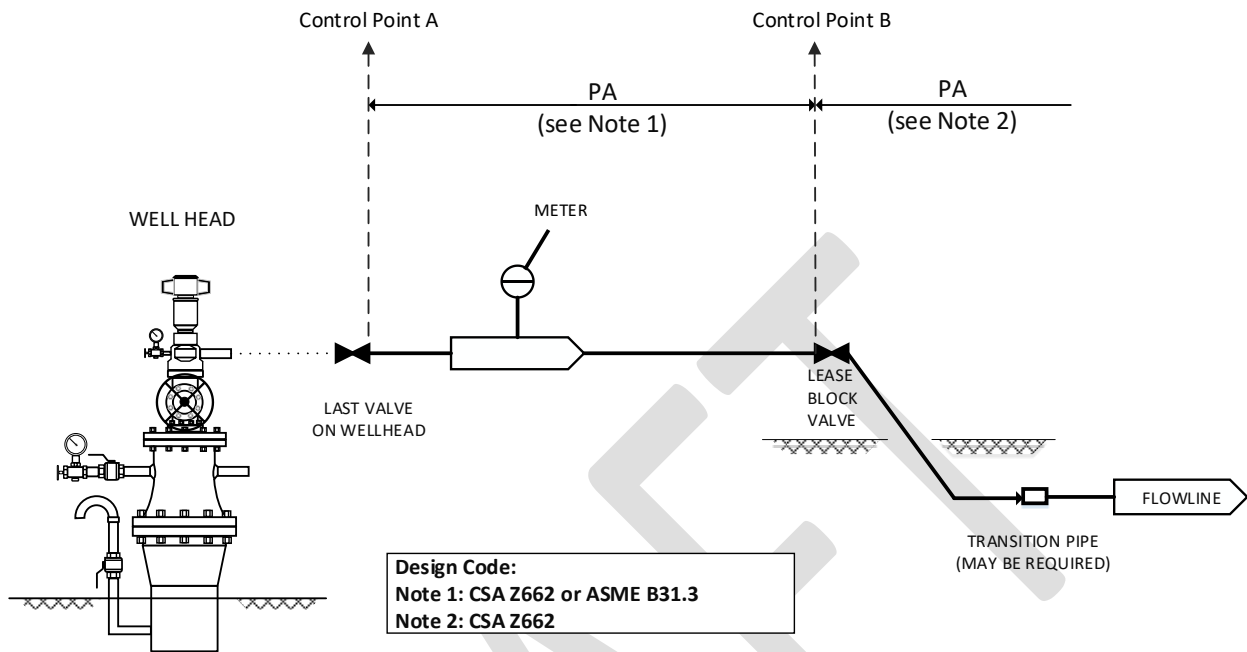 Control Point A
Control Point B
PA
(see Note 1)
PA
(see Note 2)
WELL HEAD
METER
LAST VALVE
ON WELLHEAD
LEASE
BLOCK
VALVE
FLOWLINE
TRANSITION PIPE
(MAY BE REQUIRED)
Design Code:
Note 1: CSA Z662 or ASME B31.3
Note 2: CSA Z662